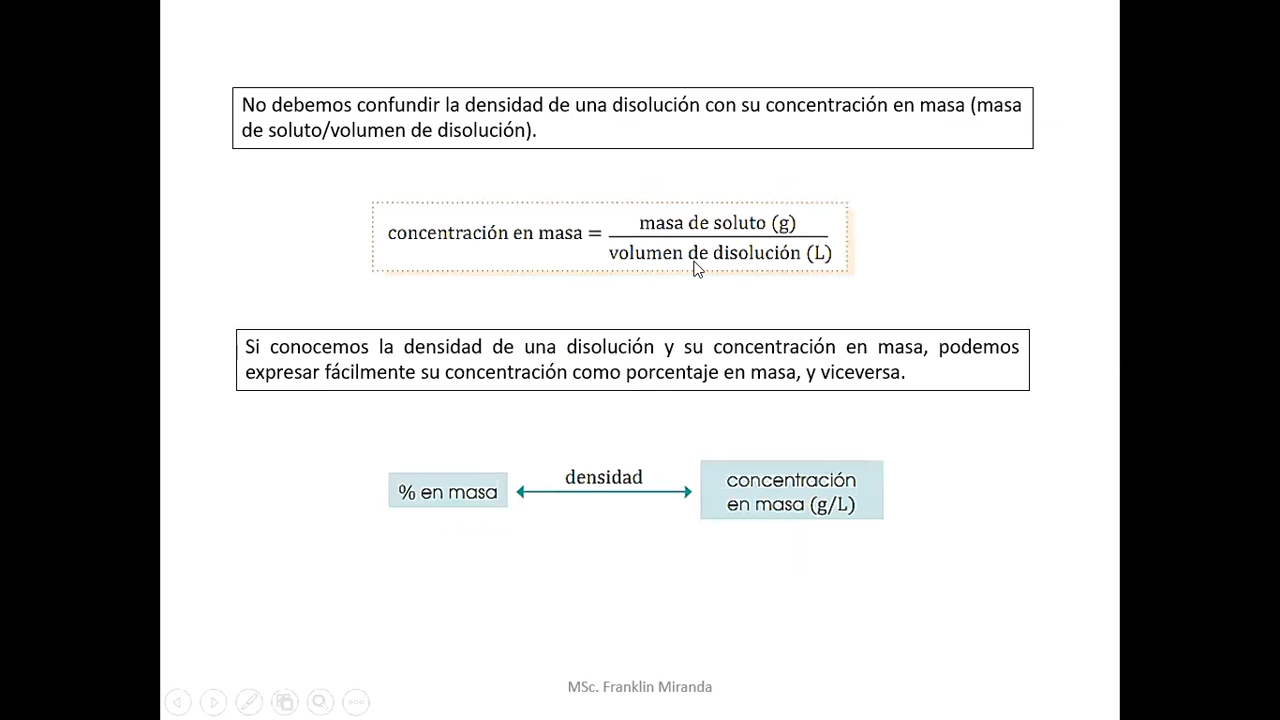 No debemos confundir la densidad de una disolución con su concentración en masa (masa
de soluto/volumen de disolución).
concentración en masa = masa de soluto (g)
volumen de disolución (L)
Si conocemos la densidad de una disolución y su concentración en masa, podemos
expresar fácilmente su concentración como porcentaje en masa, y viceversa.
% en masa
densidad
concentración
en masa (g/L)
MSc. Franklin Miranda